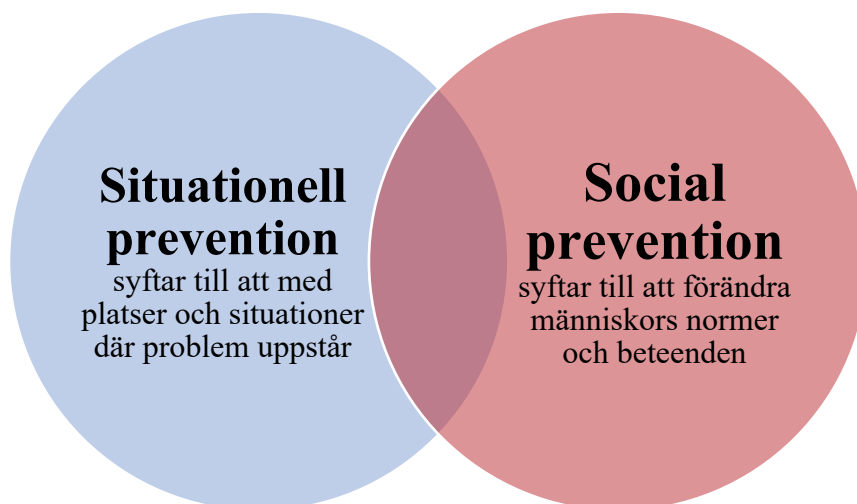 Situationell
prevention
syftar till att med
platser och situationer
där problem uppstår
Social
prevention
syftar till att förändra
människors normer
och beteenden